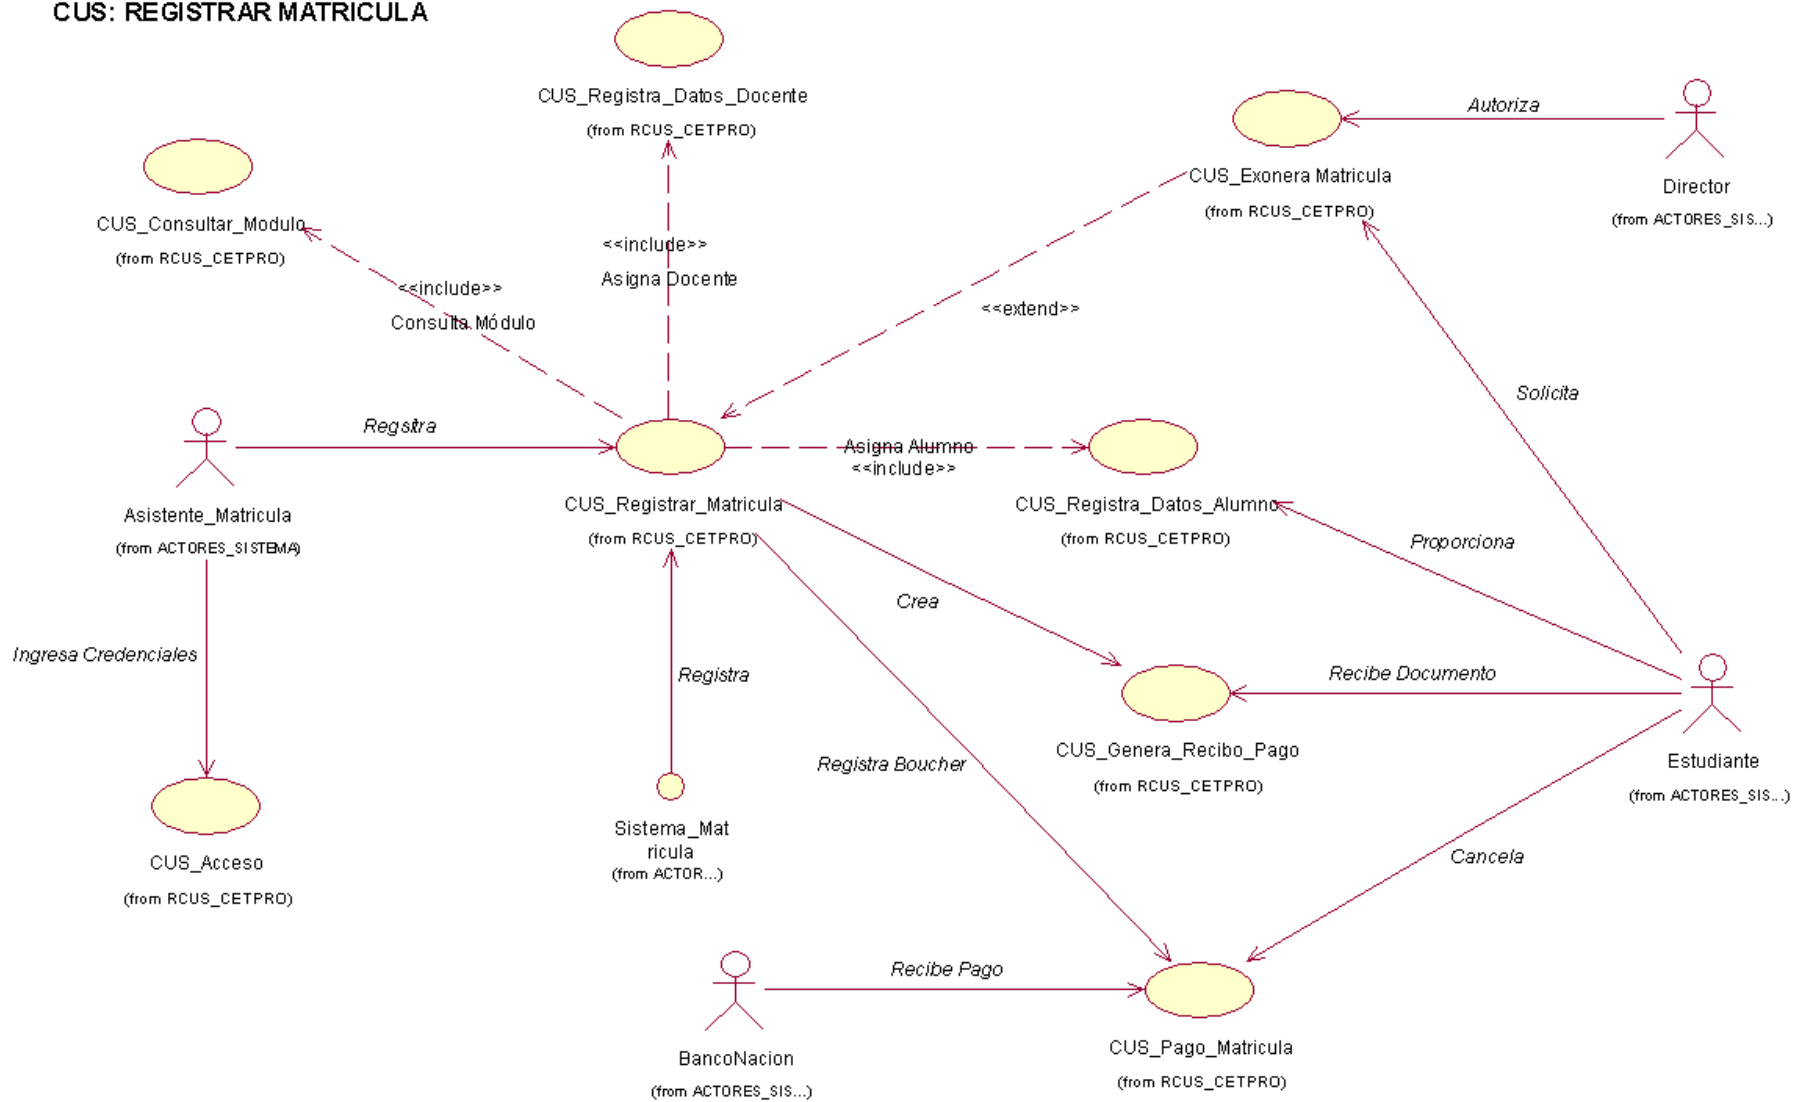 CUS: REGISTRAR MATRICULA
CUS_Registra_Datos_Docente
(from RCUS_CETPRO)
Autoriza
CUS_Exonera Matricula
(from RCUS_CETPRO)
Director
(from ACTORES_SIS...)
CUS_Consultar_Modulo
(from RCUS_CETPRO)
<<include>>
Asigna Docente
<<include>>
Consulta Módulo
<<extend>>
Solicita
Regsitra
Asigna Alumno
<<include>>
Asistente_Matricula
(from ACTORES_SISTEMA)
CUS_Registrar_Matricula
(from RCUS_CETPRO)
CUS_Registra_Datos_Alumno
(from RCUS_CETPRO)
Proporciona
Crea
Ingresa Credenciales
Registra
Recibe Documento
CUS_Genera_Recibo_Pago
(from RCUS_CETPRO)
Estudiante
(from ACTORES_SIS...)
Registra Boucher
Sistema_Mat
ricula
(from ACTOR...)
CUS_Acceso
(from RCUS_CETPRO)
Cancela
Recibe Pago
BancoNacion
(from ACTORES_SIS...)
CUS_Pago_Matricula
(from RCUS_CETPRO)